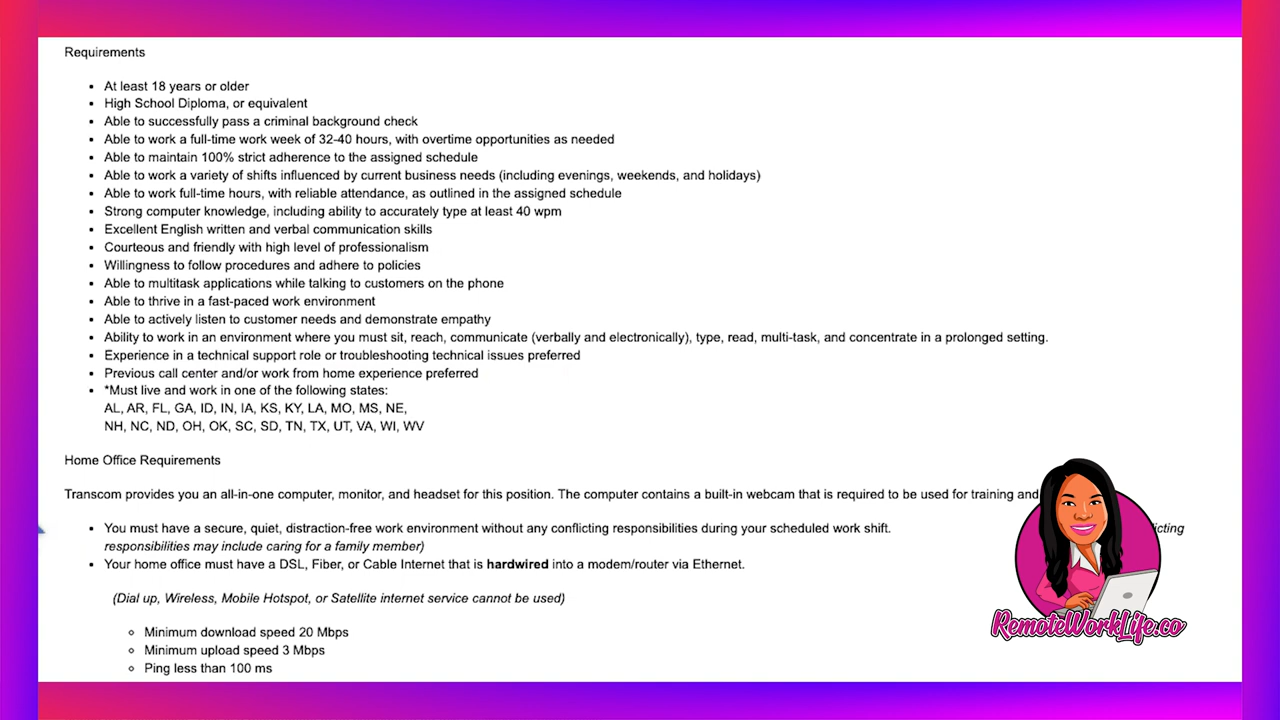 Requirements
At least 18 years or older
High School Diploma, or equivalent
Able to successfully pass a criminal background check
Able to work a full-time work week of 32-40 hours, with overtime opportunities as needed
Able to maintain 100% strict adherence to the assigned schedule
Able to work a variety of shifts influenced by current business needs (including evenings, weekends, and holidays)
Able to work full-time hours, with reliable attendance, as outlined in the assigned schedule
Strong computer knowledge, including ability to accurately type at least 40 wpm
Excellent English written and verbal communication skills
Courteous and friendly with high level of professionalism
Willingness to follow procedures and adhere to policies
Able to multitask applications while talking to customers on the phone
Able to thrive in a fast-paced work environment
Able to actively listen to customer needs and demonstrate empathy
Ability to work in an environment where you must sit, reach, communicate (verbally and electronically), type, read, multi-task, and concentrate in a prolonged setting.
Experience in a technical support role or troubleshooting technical issues preferred
Previous call center and/or work from home experience preferred
*Must live and work in one of the following states:
AL, AR, FL, GA, ID, IN, IA, KS, KY, LA, MO, MS, NE,
NH, NC, ND, OH, OK, SC, SD, TN, TX, UT, VA, WI, WV
Home Office Requirements
Transcom provides you an all-in-one computer, monitor, and headset for this position. The computer contains a built-in webcam that is required to be used for training and
You must have a secure, quiet, distraction-free work environment without any conflicting responsibilities during your scheduled work shift.
responsibilities may include caring for a family member)
Your home office must have a DSL, Fiber, or Cable Internet that is hardwired into a modem/router via Ethernet.
(Dial up, Wireless, Mobile Hotspot, or Satellite internet service cannot be used)
Minimum download speed 20 Mbps
Minimum upload speed 3 Mbps
Ping less than 100 ms
RemoteWorkLife.co